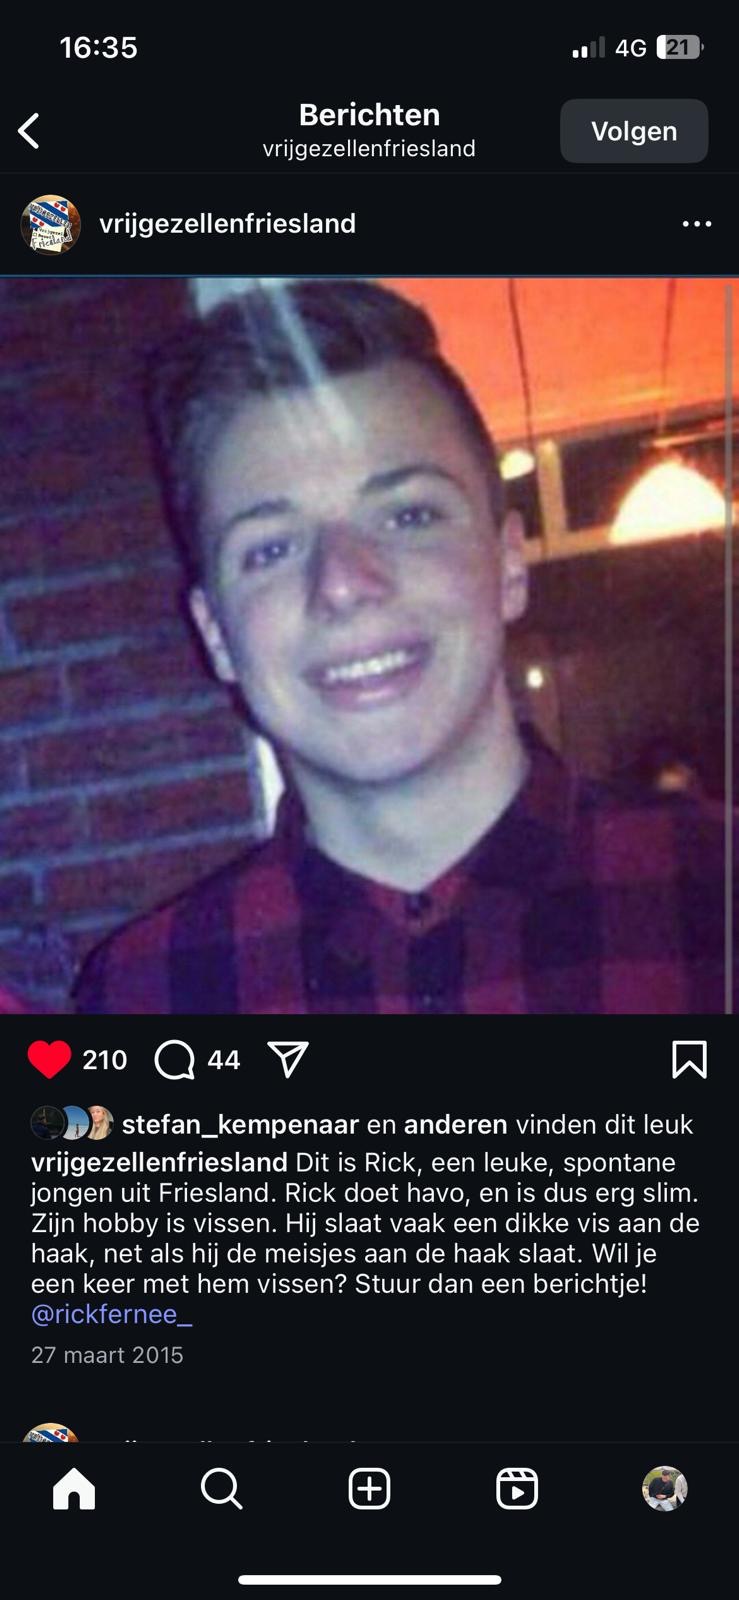 16:35
4G 21
Berichten
vrijgezellenfriesland
Volgen
vrijgezellenfriesland
210 44
stefan_kempenaar en anderen vinden dit leuk
vrijgezellenfriesland Dit is Rick, een leuke, spontane
jongen uit Friesland. Rick doet havo, en is dus erg slim.
Zijn hobby is vissen. Hij slaat vaak een dikke vis aan de
haak, net als hij de meisjes aan de haak slaat. Wil je
een keer met hem vissen? Stuur dan een berichtje!
@rickfernee_
27 maart 2015